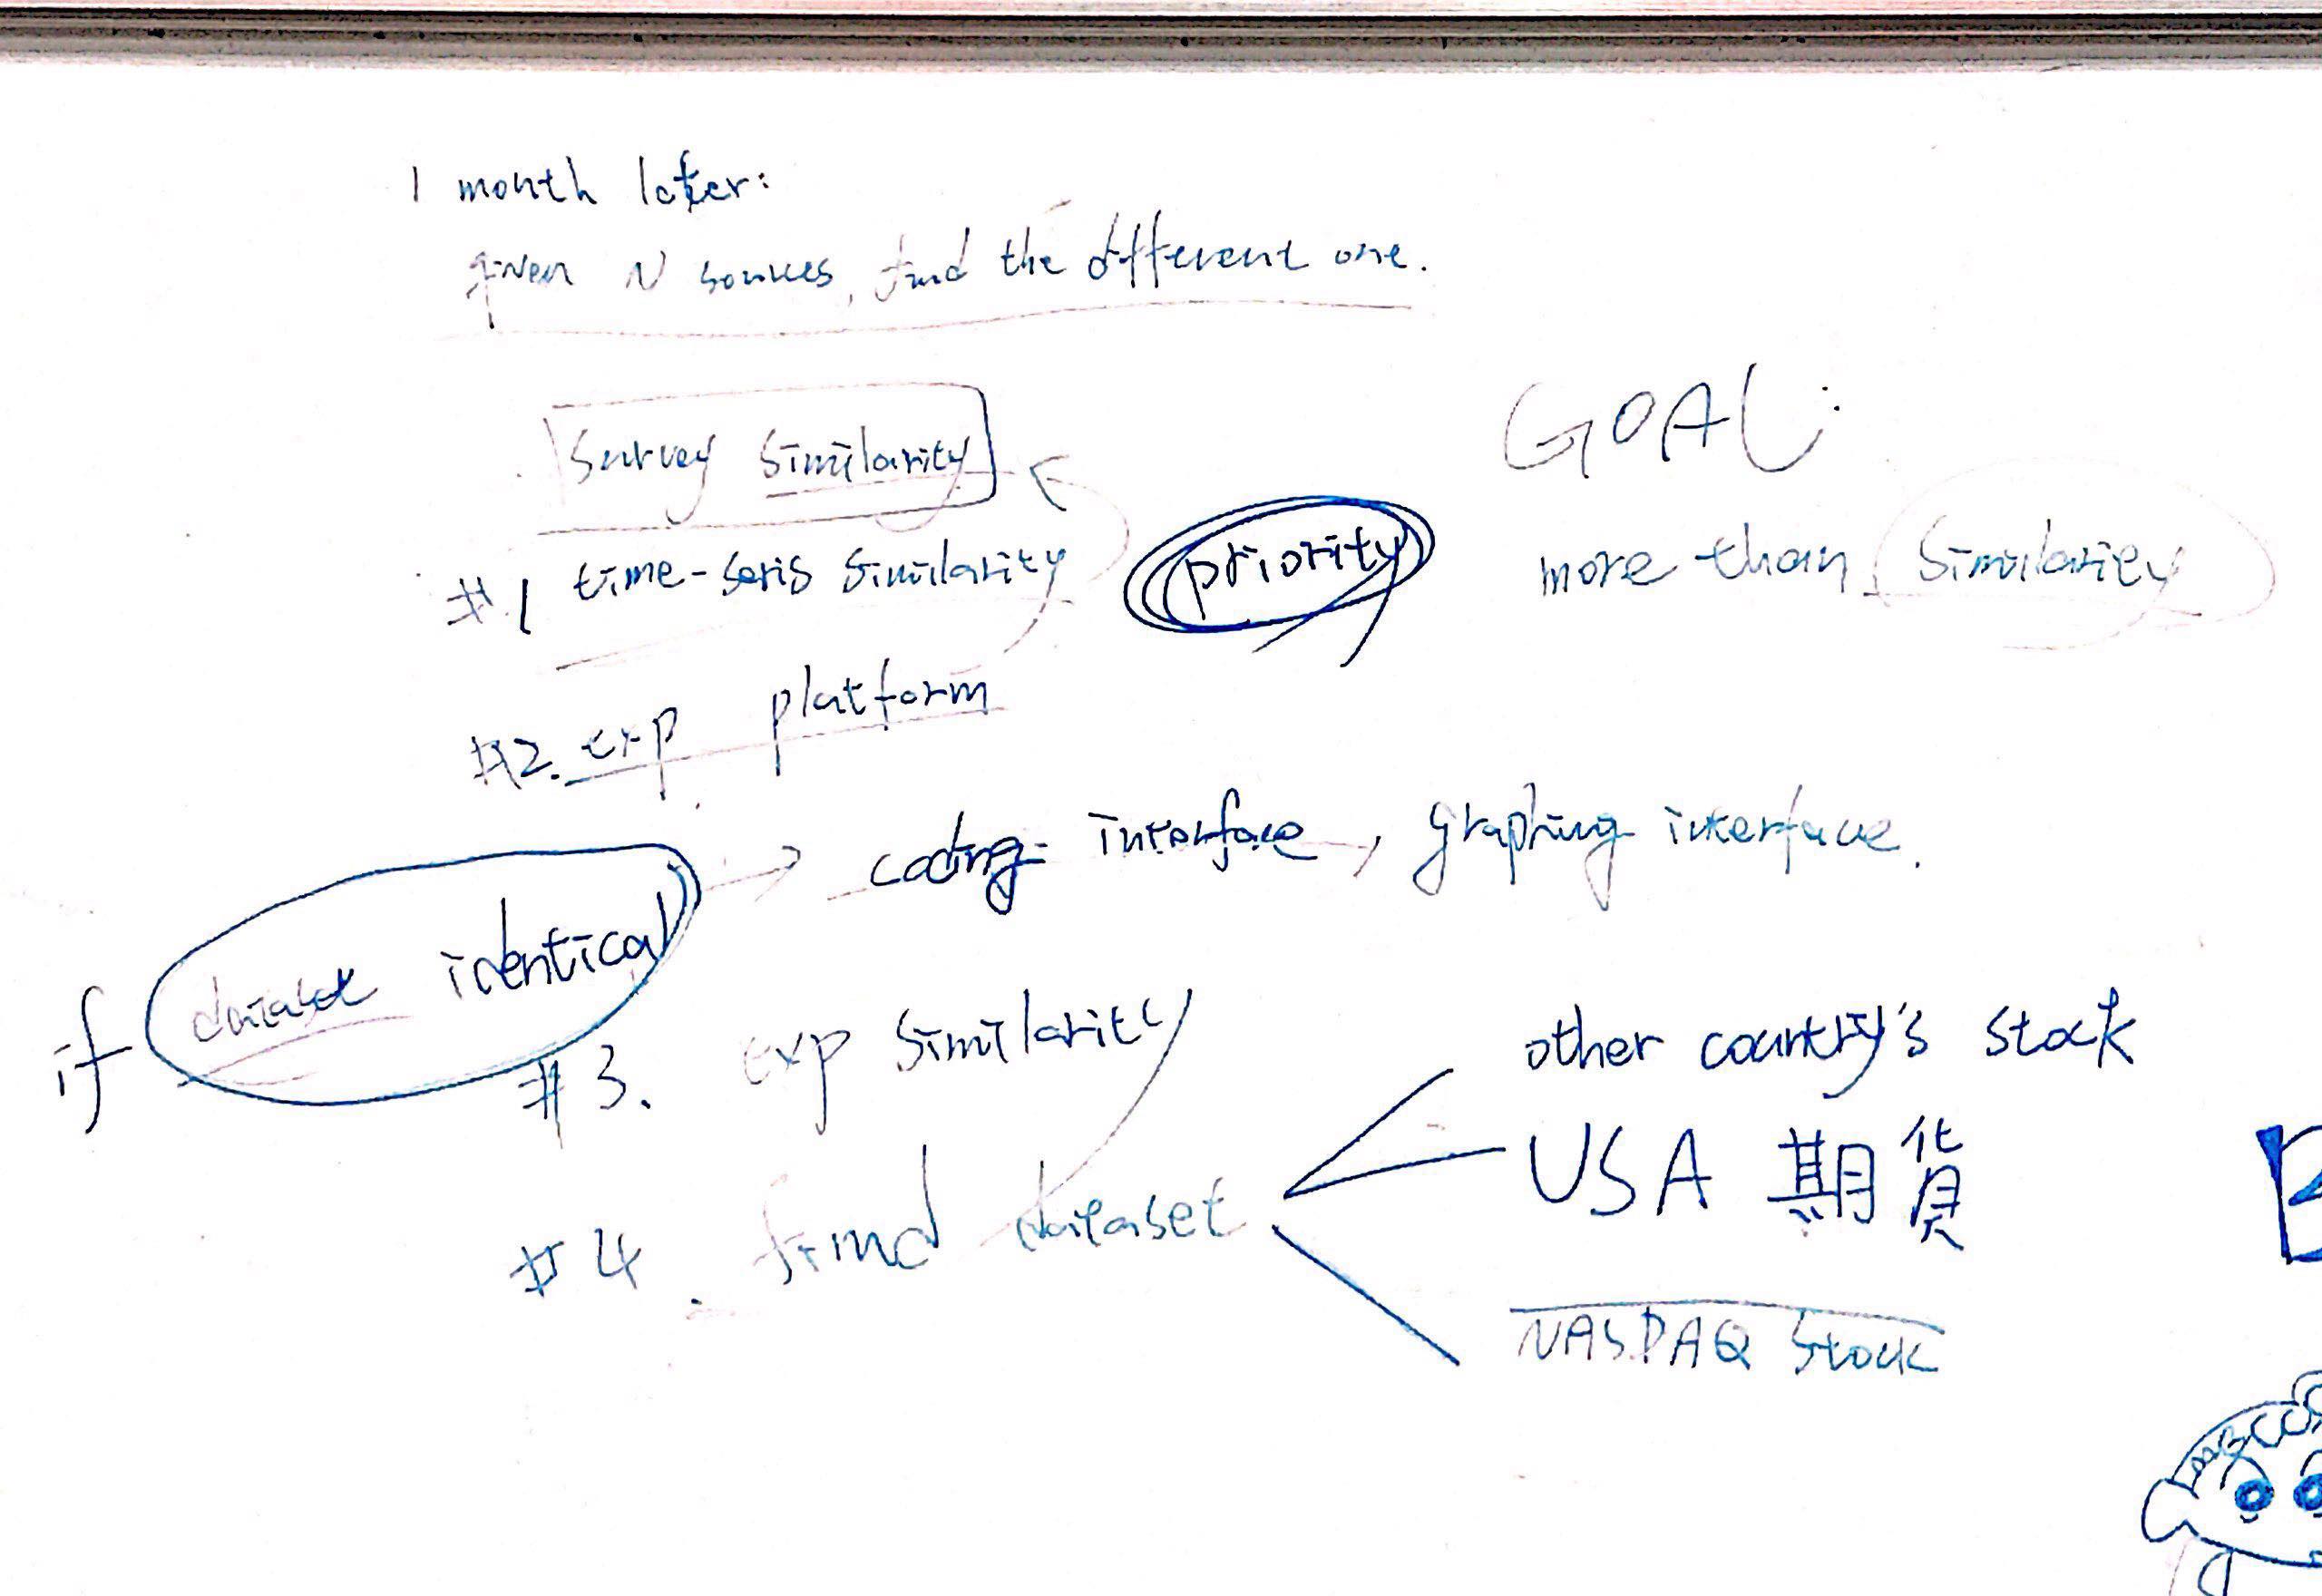 1 month later:
given N sources, find the different one.
survey similarity
GOAL:
more than similarity
#1 time-seris similarity
priority
#2. exp platform
coding interface, graphing interface.
if dataset identical
#3. exp similarity
#4. find dataset
other country's stock
USA 期貨
NASDAQ stock